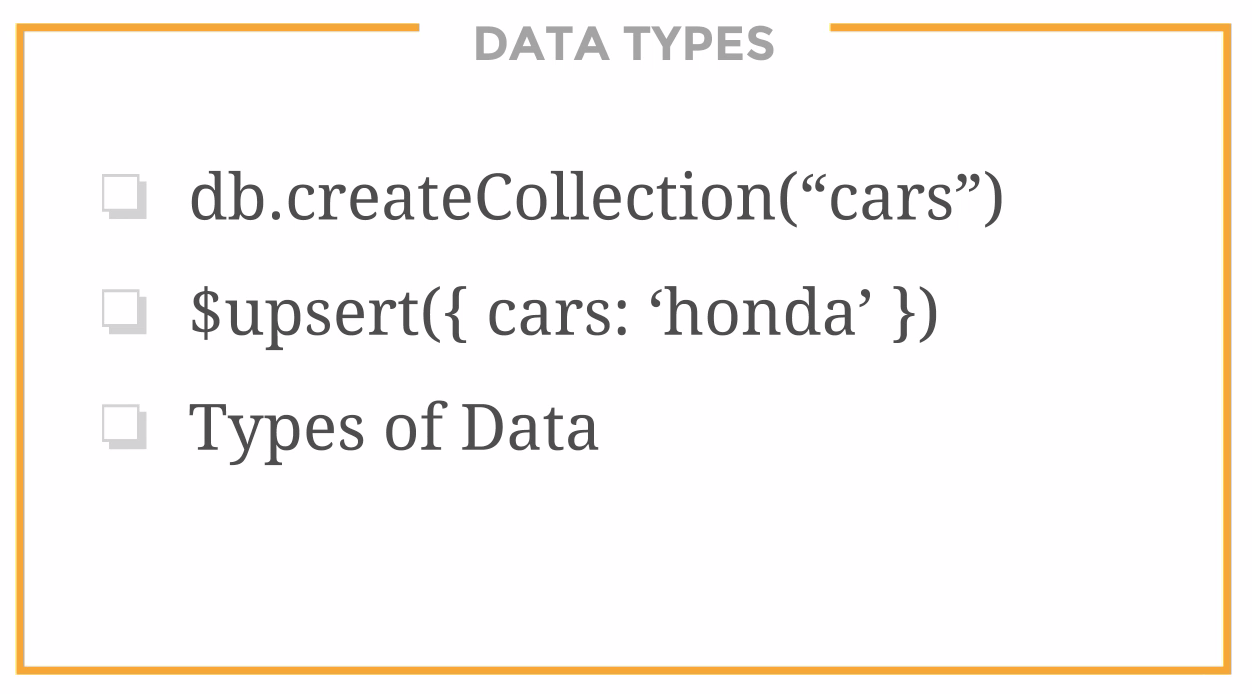 DATA TYPES
db.createCollection(“cars”)
$upsert({ cars: ‘honda’ })
Types of Data